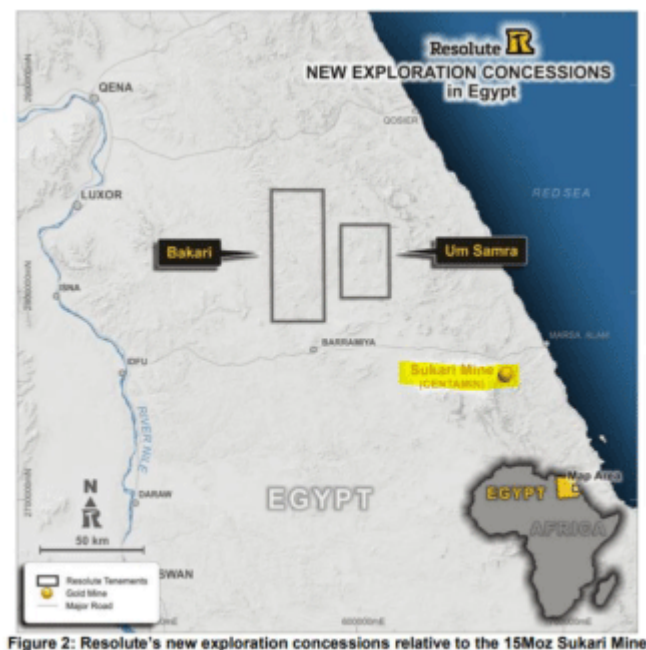 Resolute
NEW EXPLORATION CONCESSIONS
in Egypt
QENA
QOSIER
LUXOR
RED SEA
Bakari
Um Samra
ISNA
BARRAMIYA
MARSA ALAM
IDFU
Sukari Mine
(CENTAMIN)
RIVER NILE
DARAW
EGYPT
N
50 km
Map Area
EGYPT
AFRICA
SWAN
Resolute Tenements
Gold Mine
Major Road
600000mE
Figure 2: Resolute's new exploration concessions relative to the 15Moz Sukari Mine